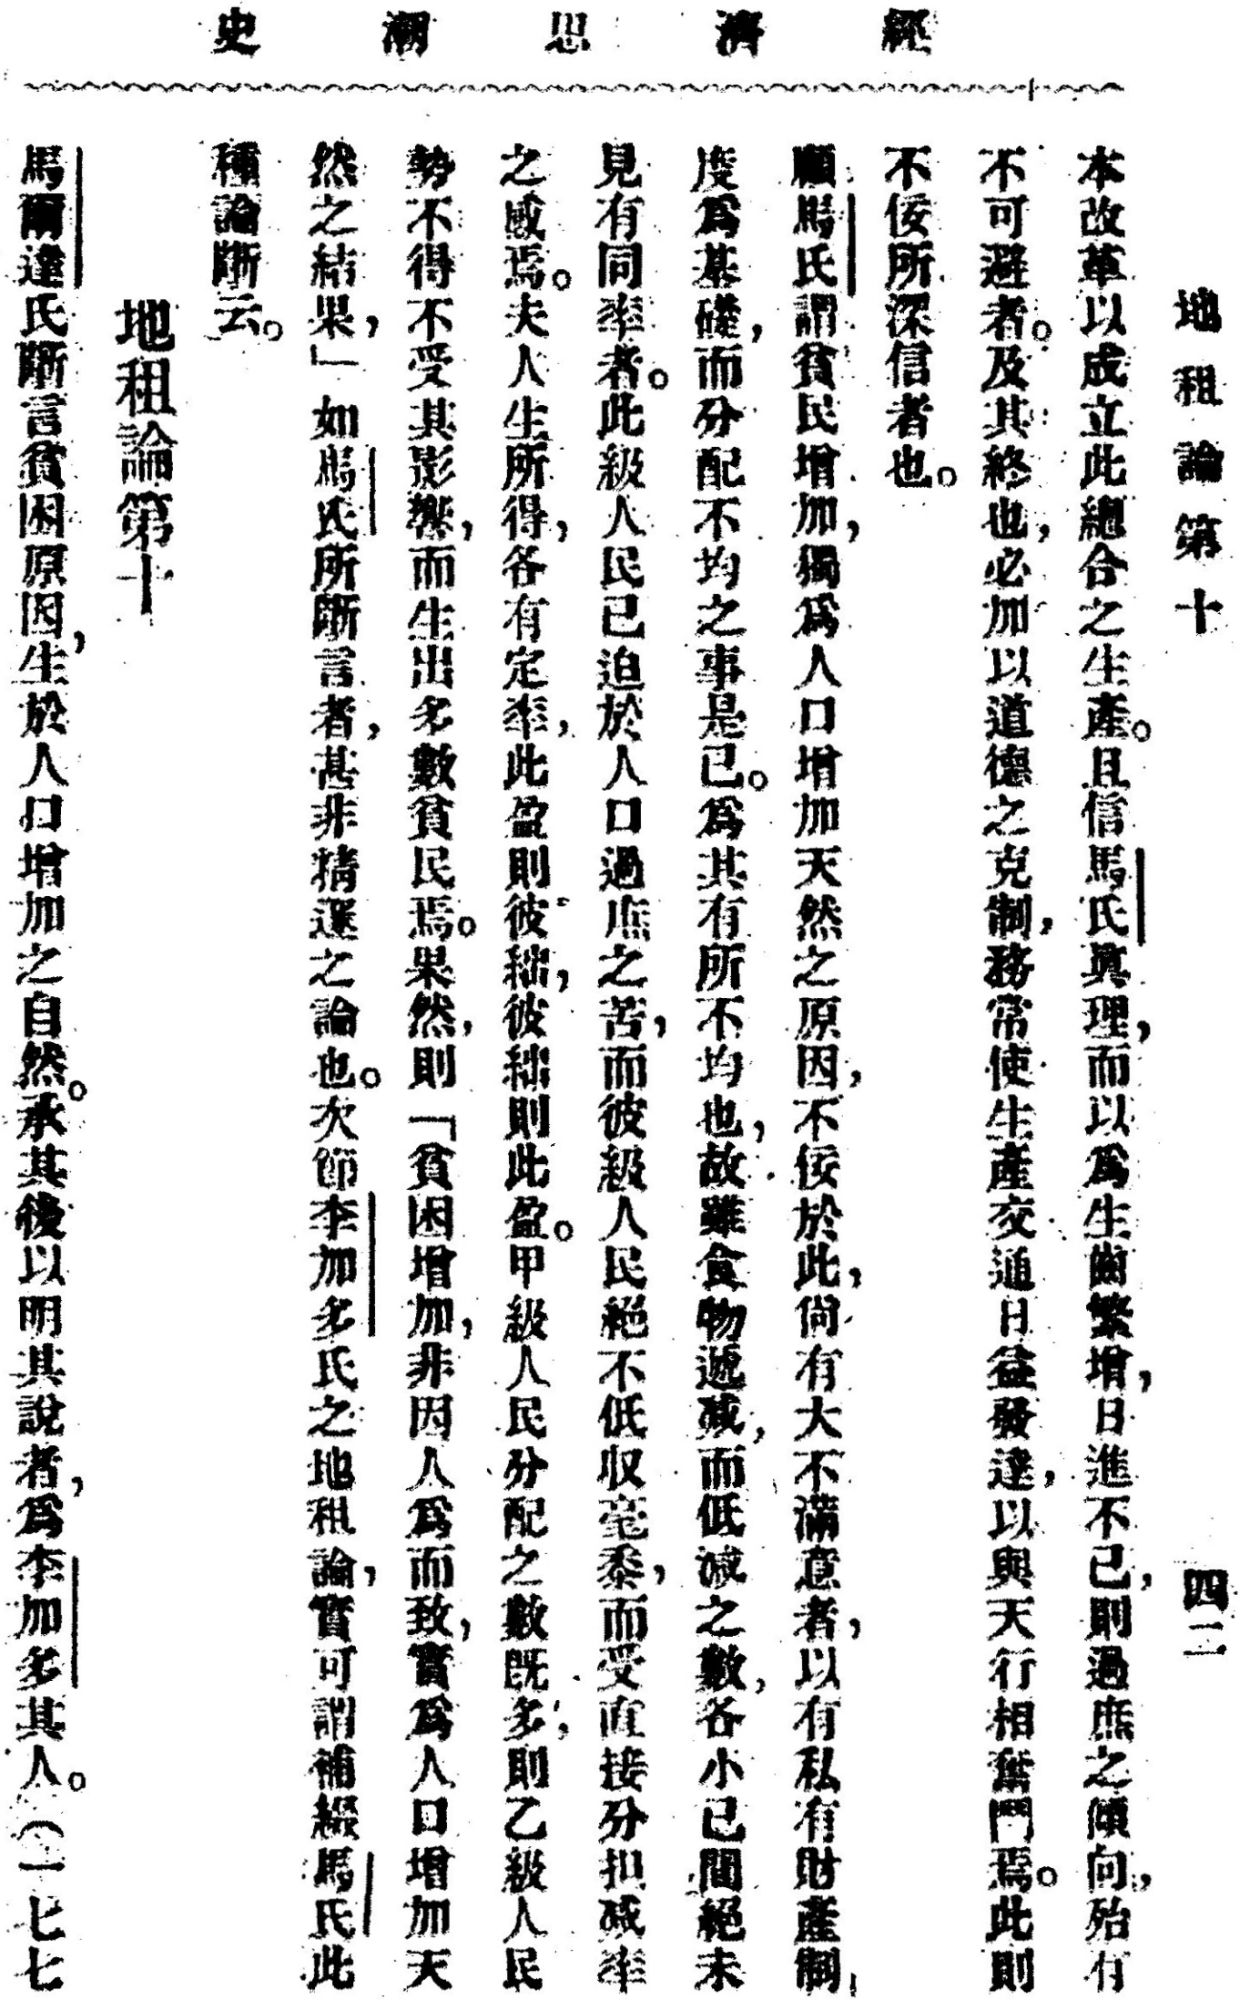 經濟思潮史
地租論第十
四二
本改革以成立此總合之生產。且信馬氏眞理，而以爲生齒繁增，日進不已，則過庶之傾向，殆有
不可避者。及其終也，必加以道德之克制，務常使生產交通日益發達，以與天行相奮鬥焉。此則
不佞所深信者也。
顧馬氏謂貧民增加，獨爲人口增加天然之原因，不佞於此，尙有大不滿意者，以有私有財產制
度爲基礎，而分配不均之事是已。爲其有所不均也，故雖食物遞減，而低減之數，各小已間絕未
見有同率者。此級人民已迫於人口過庶之苦，而彼級人民絕不低収毫黍，而受直接分扣减率
之感焉。夫人生所得，各有定率，此盈則彼絀，彼絀則此盈。甲級人民分配之數既多，則乙級人民
勢不得不受其影響，而生出多數貧民焉。果然，則「貧困增加，非因人爲而致，實爲人口增加天
然之結果，」如馬氏所斷言者，甚非精邃之論也。次節李加多氏之地租論，實可謂補綴馬氏此
種論斷云。
地租論第十
馬爾達氏斷言貧困原因，生於人口增加之自然。承其後以明其說者，爲李加多其人。（一七七